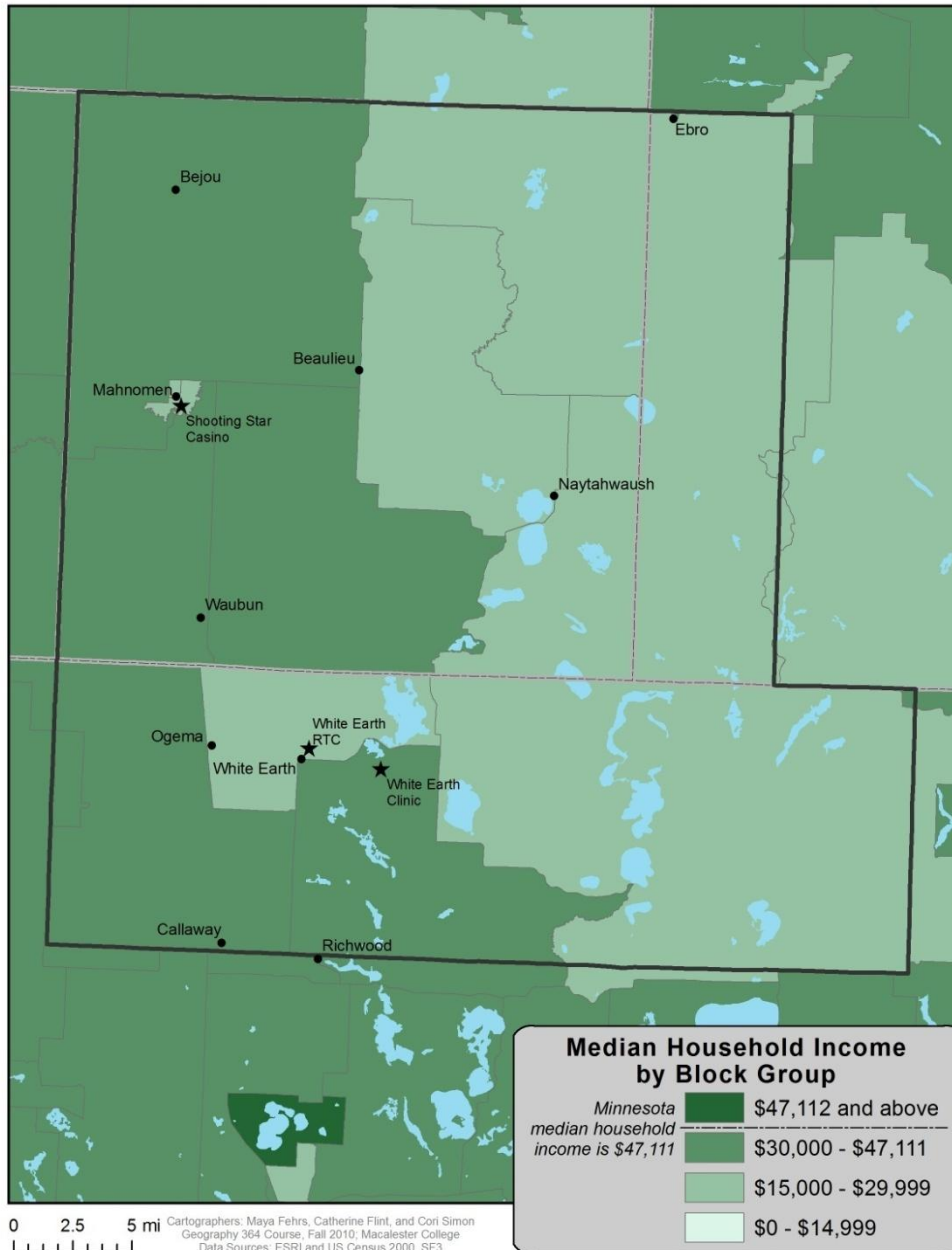 Ebro
Bejou
Beaulieu
Mahnomen
Shooting Star
Casino
Naytahwaush
Waubun
White Earth
RTC
Ogema
White Earth
White Earth
Clinic
Callaway
Richwood
Median Household Income
by Block Group
Minnesota
median household
income is $47,111
$47,112 and above
$30,000 - $47,111
$15,000 - $29,999
$0 - $14,999
0 2.5 5 mi
Cartographers: Maya Fehrs, Catherine Flint, and Cori Simon
Geography 364 Course, Fall 2010; Macalester College
Data Sources: ESRI and US Census 2000, SF3